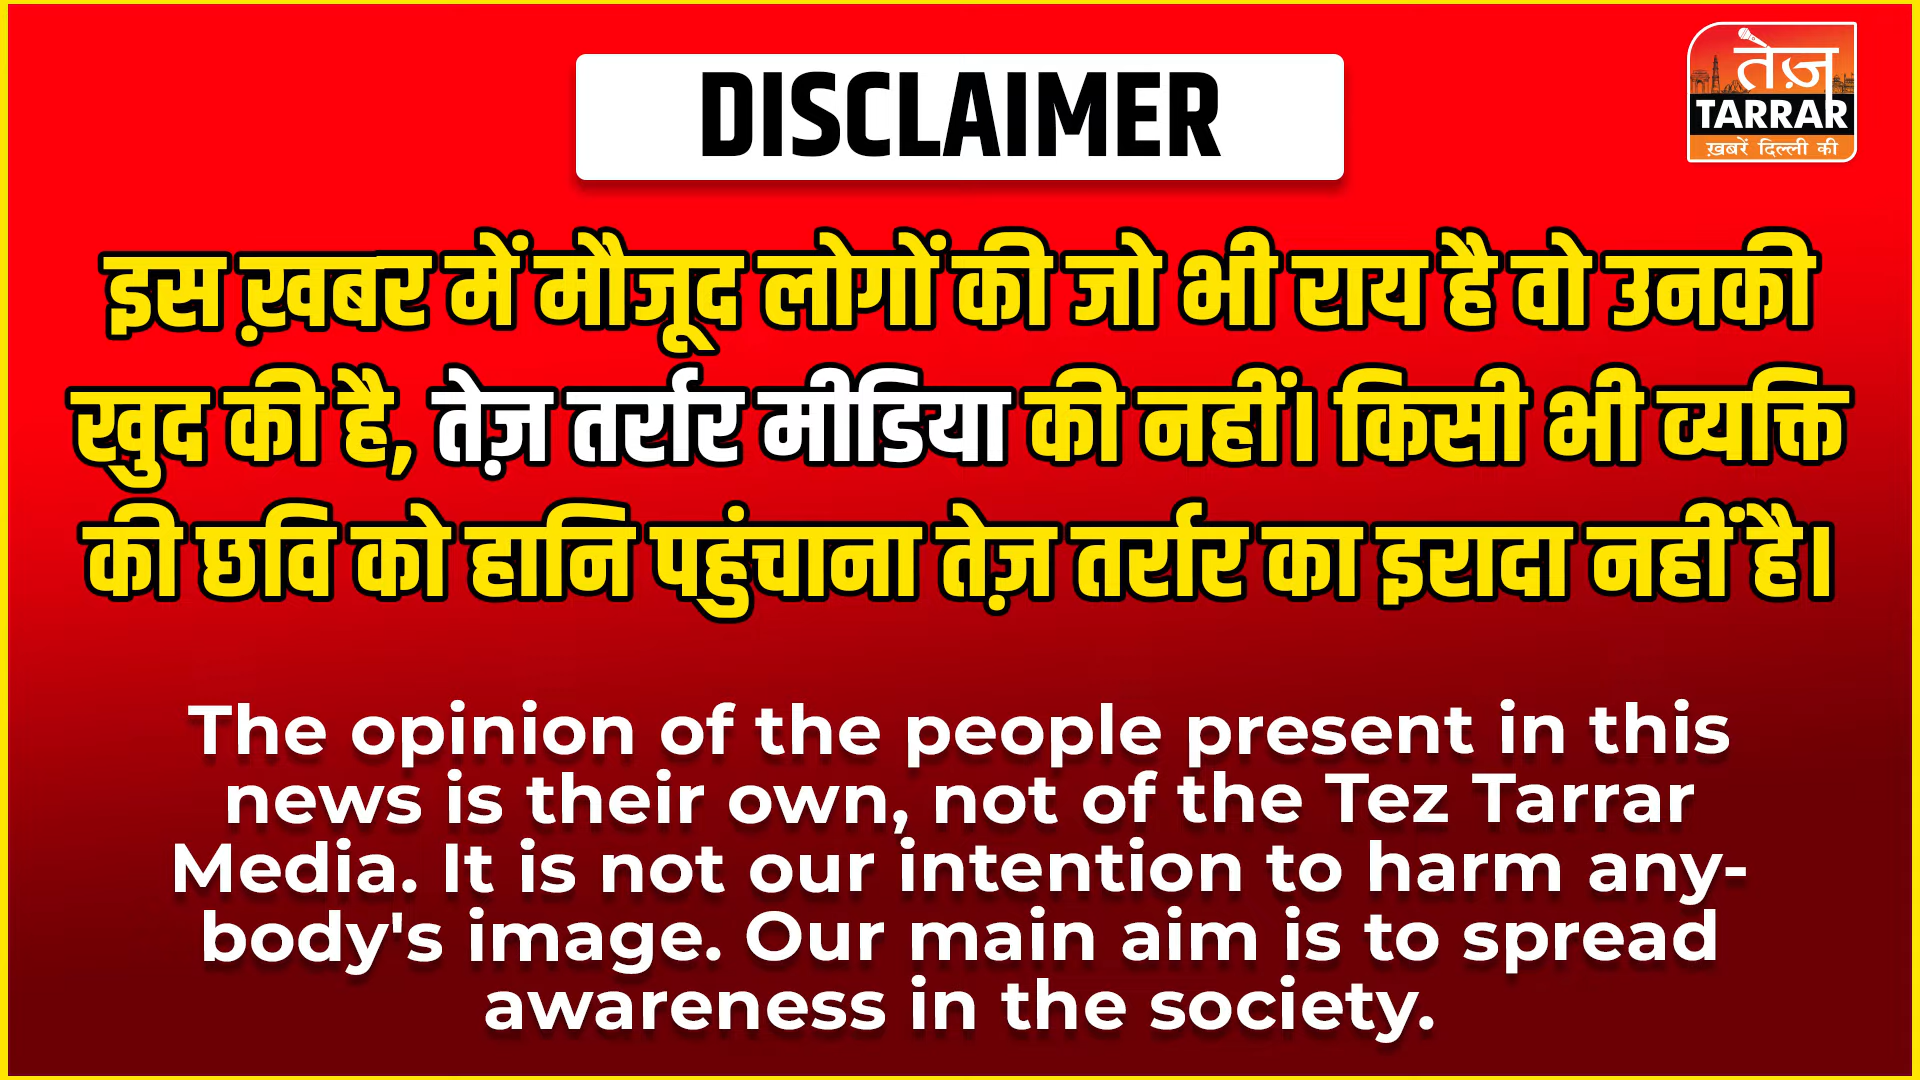 DISCLAIMER
तेज़
TARRAR
ख़बरें दिल्ली की
इस ख़बर में मौजूद लोगों की जो भी राय है वो उनकी
खुद की है, तेज़ तर्रार मीडिया की नहीं। किसी भी व्यक्ति
की छवि को हानि पहुंचाना तेज़ तर्रार का इरादा नहीं है।
The opinion of the people present in this
news is their own, not of the Tez Tarrar
Media. It is not our intention to harm any-
body's image. Our main aim is to spread
awareness in the society.